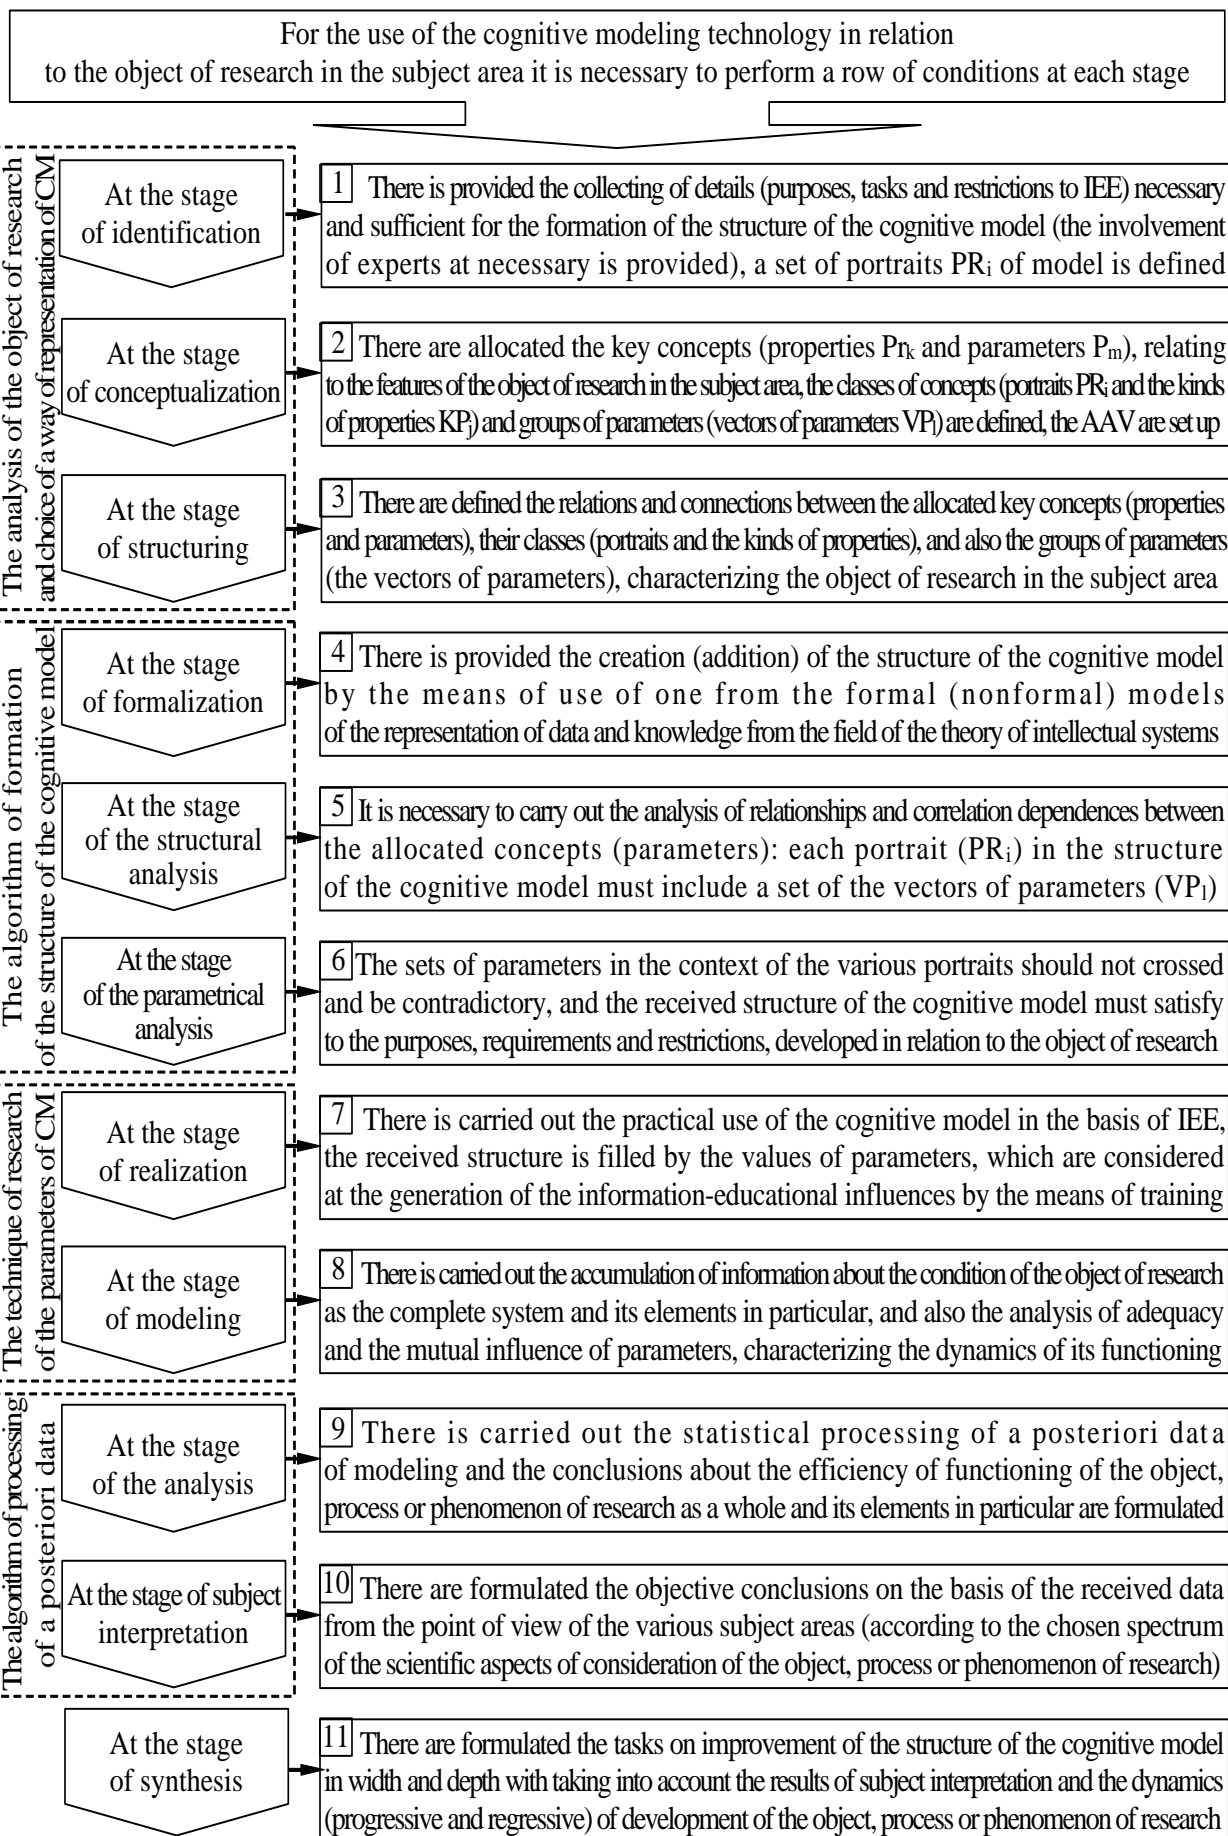 For the use of the cognitive modeling technology in relation
to the object of research in the subject area it is necessary to perform a row of conditions at each stage
The analysis of the object of research
and choice of a way of representation of CM
At the stage
of identification
1 There is provided the collecting of details (purposes, tasks and restrictions to IEE) necessary
and sufficient for the formation of the structure of the cognitive model (the involvement
of experts at necessary is provided), a set of portraits PRi of model is defined
At the stage
of conceptualization
2 There are allocated the key concepts (properties Prk and parameters Pm), relating
to the features of the object of research in the subject area, the classes of concepts (portraits PRi and the kinds
of properties KPj) and groups of parameters (vectors of parameters VPl) are defined, the AAV are set up
At the stage
of structuring
3 There are defined the relations and connections between the allocated key concepts (properties
and parameters), their classes (portraits and the kinds of properties), and also the groups of parameters
(the vectors of parameters), characterizing the object of research in the subject area
The algorithm of formation
of the structure of the cognitive model
At the stage
of formalization
4 There is provided the creation (addition) of the structure of the cognitive model
by the means of use of one from the formal (nonformal) models
of the representation of data and knowledge from the field of the theory of intellectual systems
At the stage
of the structural
analysis
5 It is necessary to carry out the analysis of relationships and correlation dependences between
the allocated concepts (parameters): each portrait (PRi) in the structure
of the cognitive model must include a set of the vectors of parameters (VPl)
At the stage
of the parametrical
analysis
6 The sets of parameters in the context of the various portraits should not crossed
and be contradictory, and the received structure of the cognitive model must satisfy
to the purposes, requirements and restrictions, developed in relation to the object of research
The technique of research
of the parameters of CM
At the stage
of realization
7 There is carried out the practical use of the cognitive model in the basis of IEE,
the received structure is filled by the values of parameters, which are considered
at the generation of the information-educational influences by the means of training
At the stage
of modeling
8 There is carried out the accumulation of information about the condition of the object of research
as the complete system and its elements in particular, and also the analysis of adequacy
and the mutual influence of parameters, characterizing the dynamics of its functioning
The algorithm of processing
of a posteriori data
At the stage
of the analysis
9 There is carried out the statistical processing of a posteriori data
of modeling and the conclusions about the efficiency of functioning of the object,
process or phenomenon of research as a whole and its elements in particular are formulated
At the stage of subject
interpretation
10 There are formulated the objective conclusions on the basis of the received data
from the point of view of the various subject areas (according to the chosen spectrum
of the scientific aspects of consideration of the object, process or phenomenon of research)
At the stage
of synthesis
11 There are formulated the tasks on improvement of the structure of the cognitive model
in width and depth with taking into account the results of subject interpretation and the dynamics
(progressive and regressive) of development of the object, process or phenomenon of research